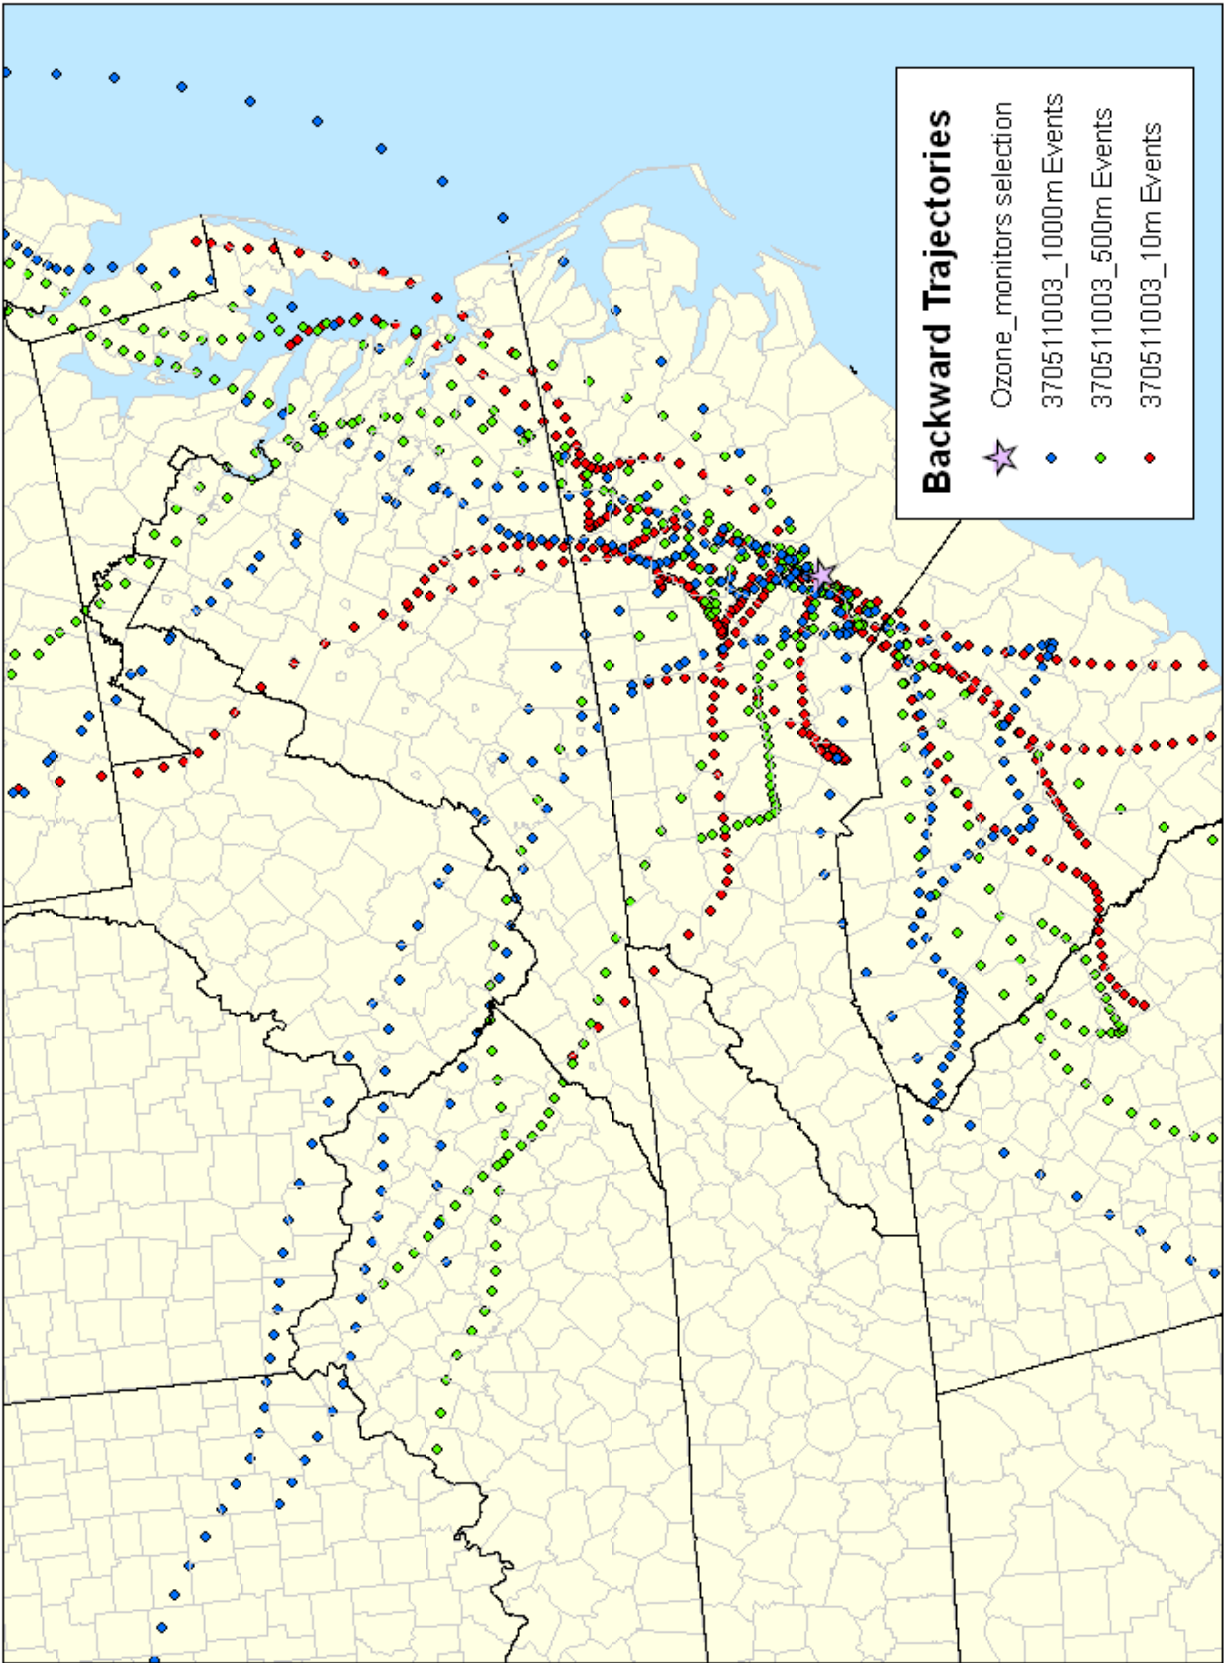 Backward Trajectories
Ozone_monitors selection
370511003_1000m Events
370511003_500m Events
370511003_10m Events